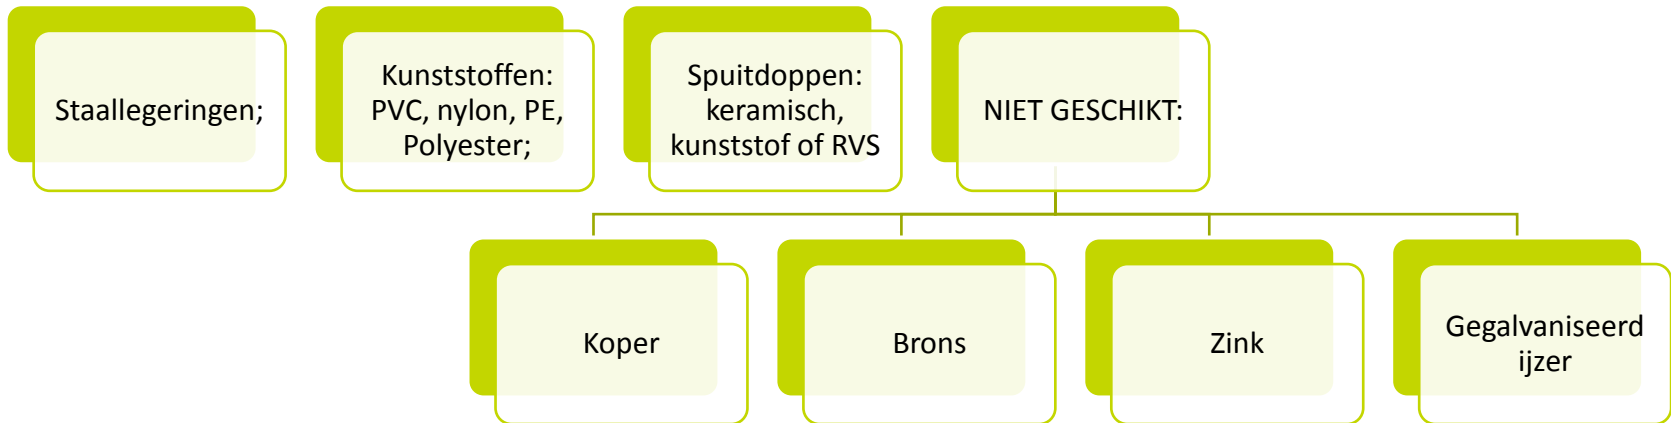 Staallegeringen;
Kunststoffen:
PVC, nylon, PE,
Polyester;
Spuitdoppen:
keramisch,
kunststof of RVS
NIET GESCHIKT:
Koper
Brons
Zink
Gegalvaniseerd
ijzer